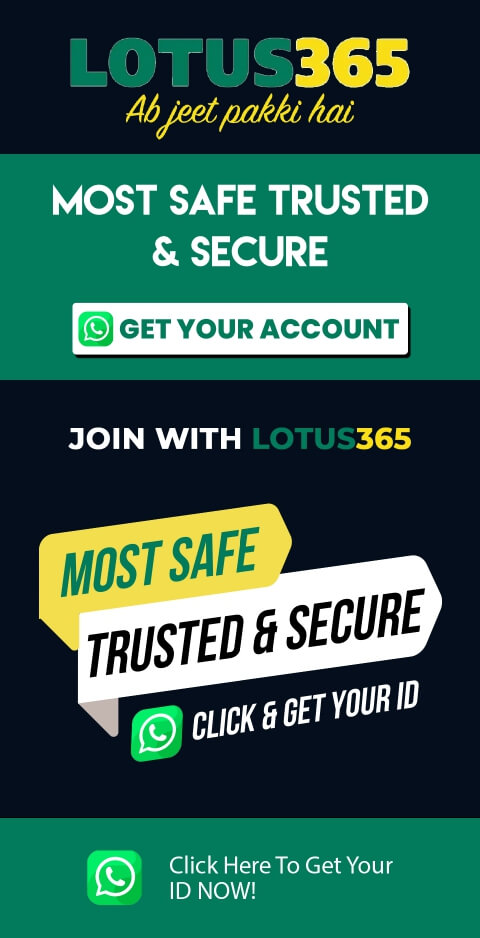 LOTUS365
Ab jeet pakki hai
MOST SAFE TRUSTED
& SECURE
GET YOUR ACCOUNT
JOIN WITH LOTUS365
MOST SAFE
TRUSTED & SECURE
CLICK & GET YOUR ID
Click Here To Get Your
ID NOW!